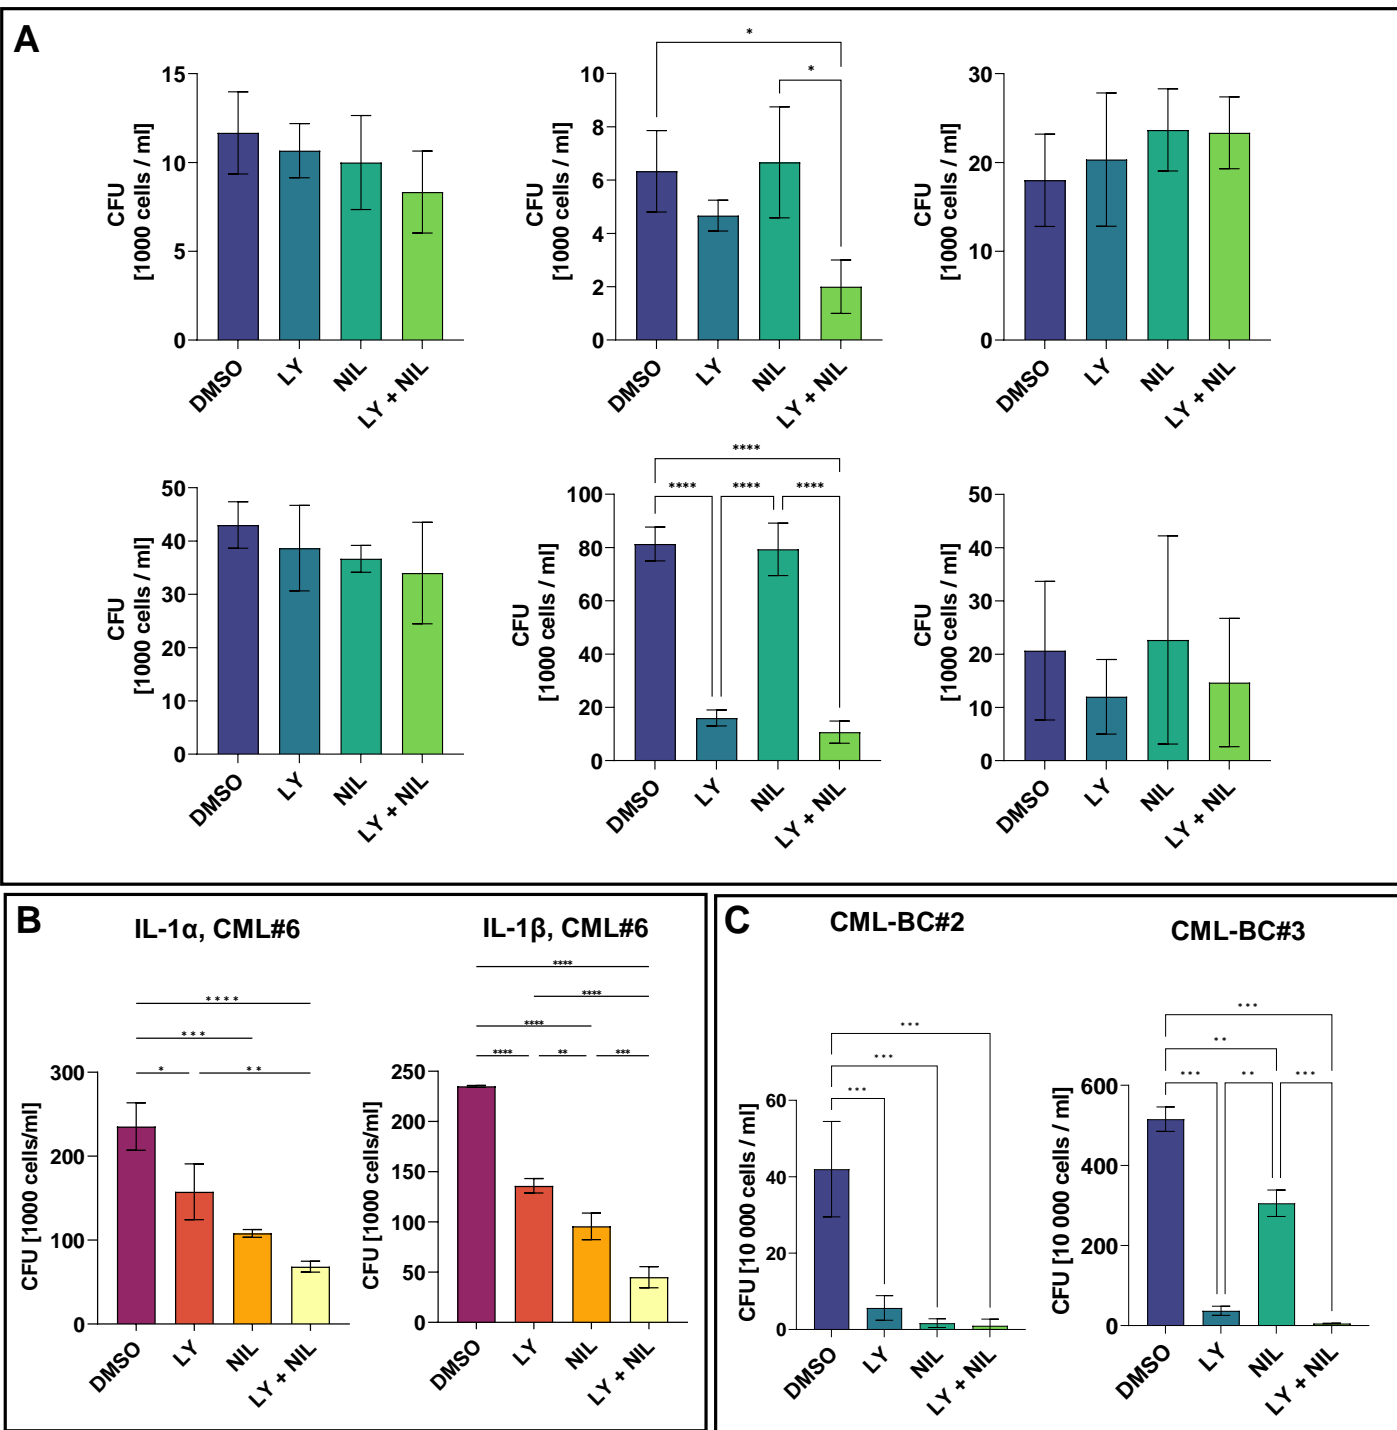 A
*
*
15
10
5
0
CFU
[1000 cells / ml]
DMSO
LY
NIL
LY + NIL
10
8
6
4
2
0
CFU
[1000 cells / ml]
DMSO
LY
NIL
LY + NIL
30
20
10
0
CFU
[1000 cells / ml]
DMSO
LY
NIL
LY + NIL
50
40
30
20
10
0
CFU
[1000 cells / ml]
DMSO
LY
NIL
LY + NIL
****
**** **** ****
100
80
60
40
20
0
CFU
[1000 cells / ml]
DMSO
LY
NIL
LY + NIL
50
40
30
20
10
0
CFU
[1000 cells / ml]
DMSO
LY
NIL
LY + NIL
B
IL-1α, CML#6
****
***
* **
300
200
100
0
CFU [1000 cells/ml]
DMSO
LY
NIL
LY + NIL
IL-1β, CML#6
****
****
****
**** ** ***
250
200
150
100
50
0
CFU [1000 cells/ml]
DMSO
LY
NIL
LY + NIL
C
CML-BC#2
***
***
***
60
40
20
0
CFU [10 000 cells / ml]
DMSO
LY
NIL
LY + NIL
CML-BC#3
***
**
*** ** ***
600
400
200
0
CFU [10 000 cells / ml]
DMSO
LY
NIL
LY + NIL